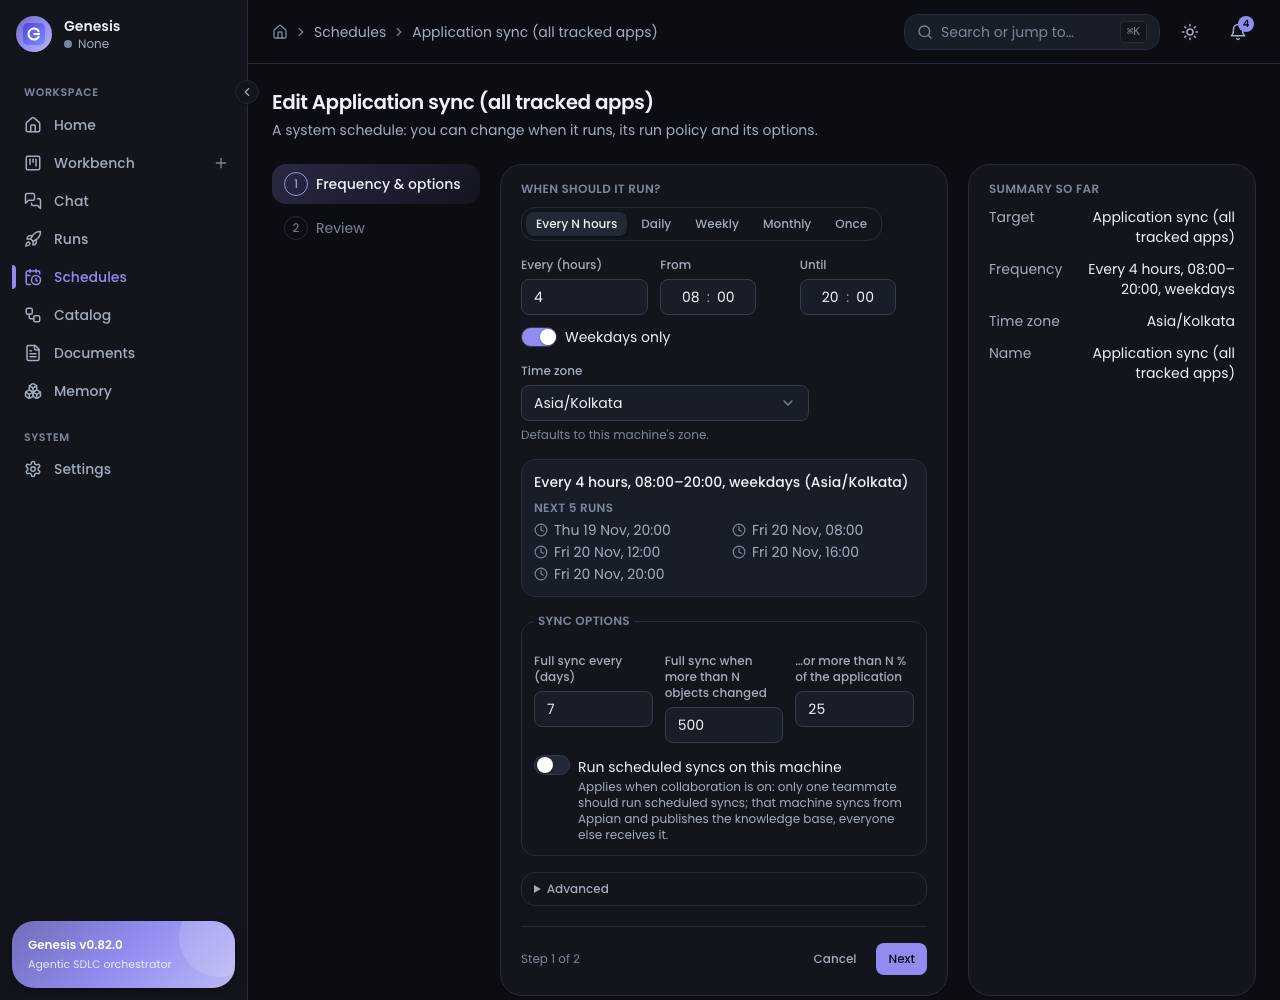 Genesis
None
WORKSPACE
Home
Workbench
Chat
Runs
Schedules
Catalog
Documents
Memory
SYSTEM
Settings
Genesis v0.82.0
Agentic SDLC orchestrator
Schedules
Application sync (all tracked apps)
Search or jump to…
⌘K
4
Edit Application sync (all tracked apps)
A system schedule: you can change when it runs, its run policy and its options.
1 Frequency & options
2 Review
WHEN SHOULD IT RUN?
Every N hours Daily Weekly Monthly Once
Every (hours) From Until
4 08 : 00 20 : 00
Weekdays only
Time zone
Asia/Kolkata
Defaults to this machine's zone.
Every 4 hours, 08:00–20:00, weekdays (Asia/Kolkata)
NEXT 5 RUNS
Thu 19 Nov, 20:00 Fri 20 Nov, 08:00
Fri 20 Nov, 12:00 Fri 20 Nov, 16:00
Fri 20 Nov, 20:00
SYNC OPTIONS
Full sync every
(days)
7
Full sync when
more than N
objects changed
500
…or more than N %
of the application
25
Run scheduled syncs on this machine
Applies when collaboration is on: only one teammate
should run scheduled syncs; that machine syncs from
Appian and publishes the knowledge base, everyone
else receives it.
Advanced
Step 1 of 2
Cancel
Next
SUMMARY SO FAR
Target Application sync (all
tracked apps)
Frequency Every 4 hours, 08:00–
20:00, weekdays
Time zone Asia/Kolkata
Name Application sync (all
tracked apps)